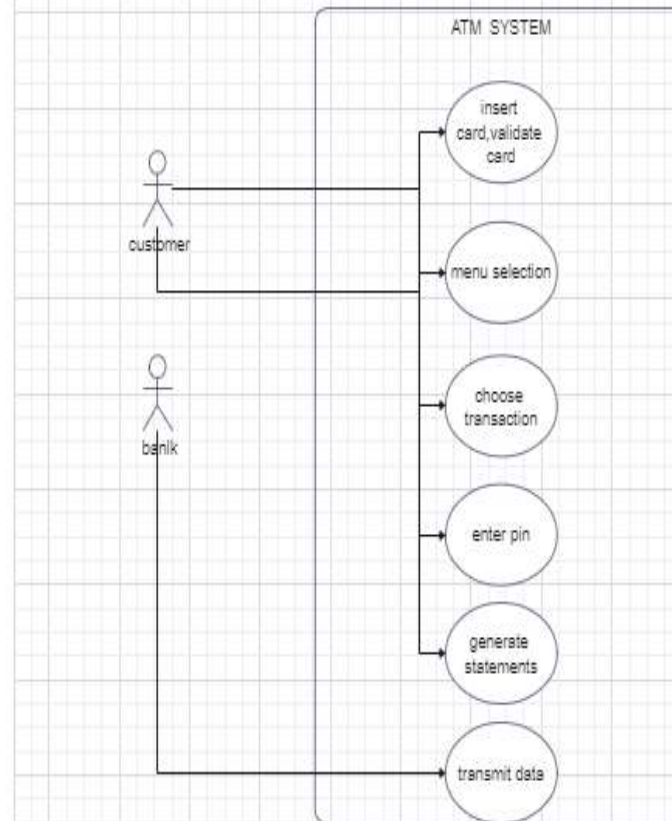 ATM SYSTEM
insert
card,validate
card
customer
menu selection
choose
transaction
bank
enter pin
generate
statements
transmit data